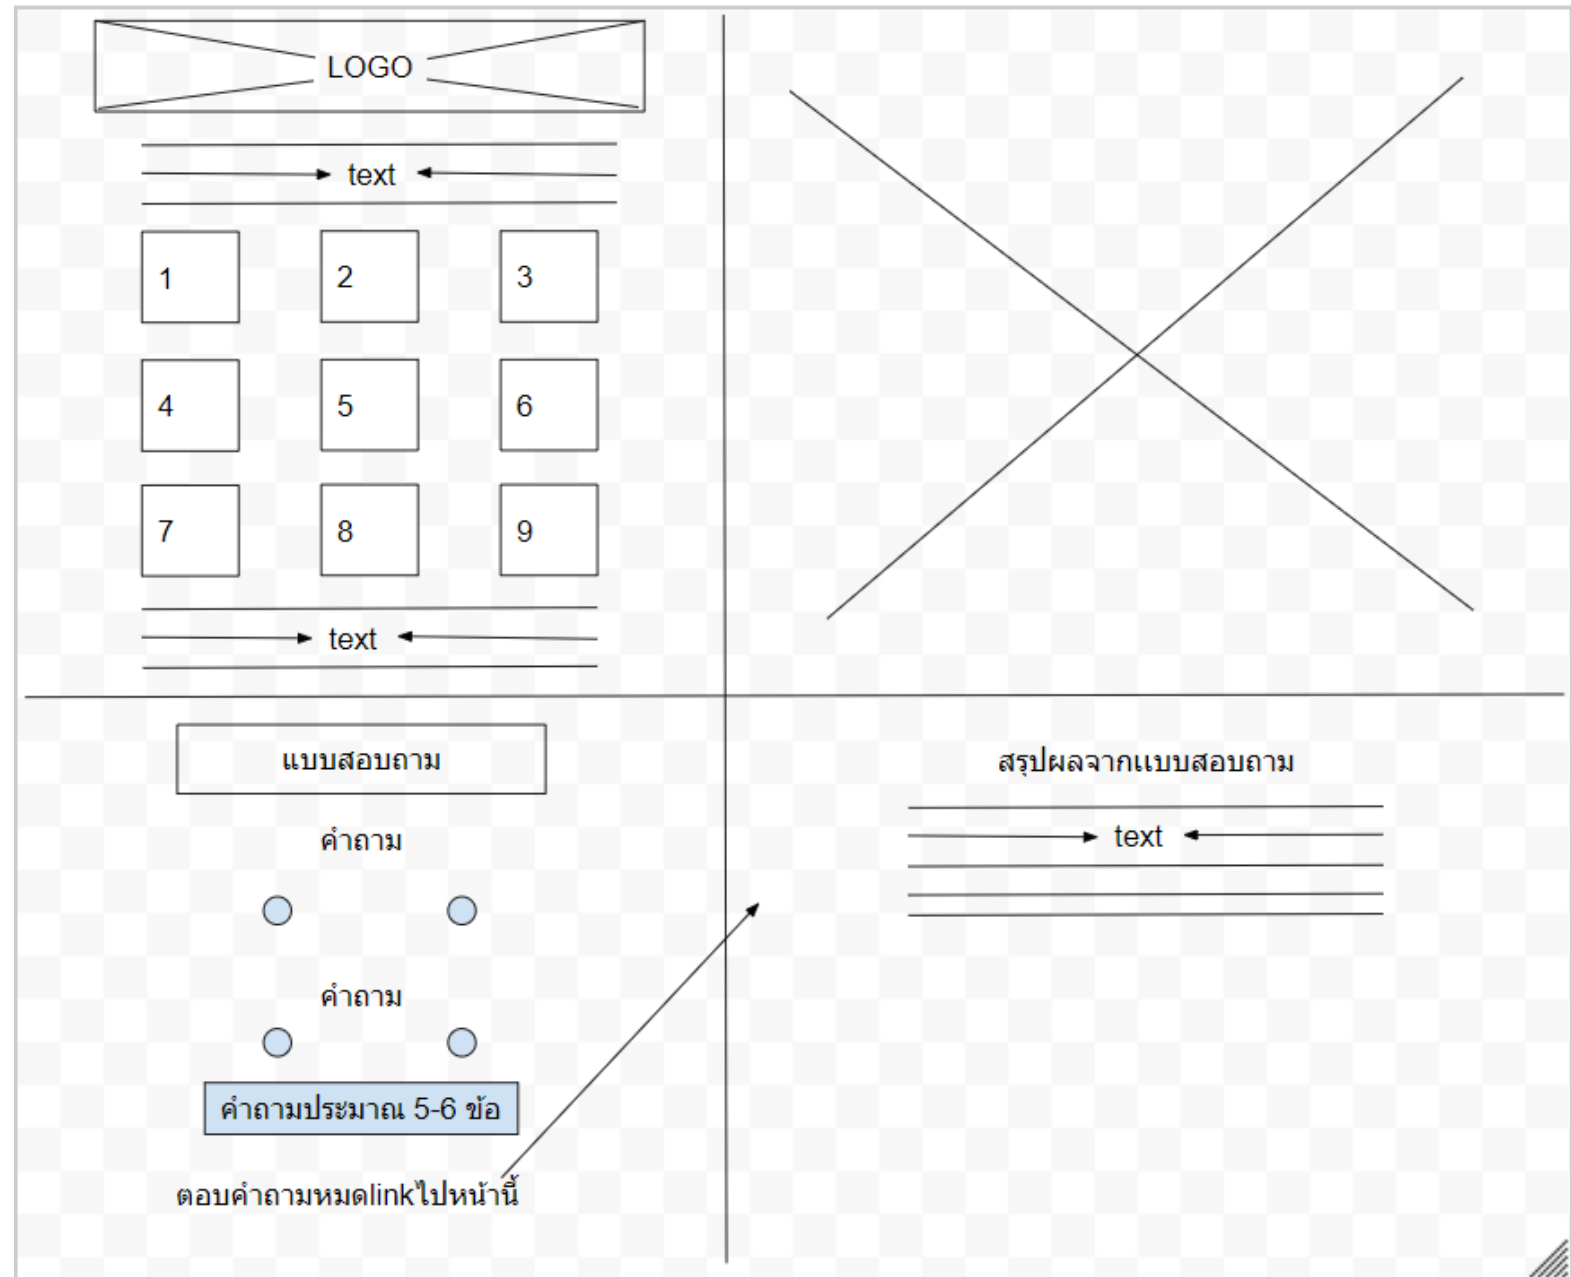 LOGO
text
1
2
3
4
5
6
7
8
9
text
แบบสอบถาม
คำถาม
คำถาม
คำถามประมาณ 5-6 ข้อ
ตอบคำถามหมดlinkไปหน้านี้
สรุปผลจากแบบสอบถาม
text